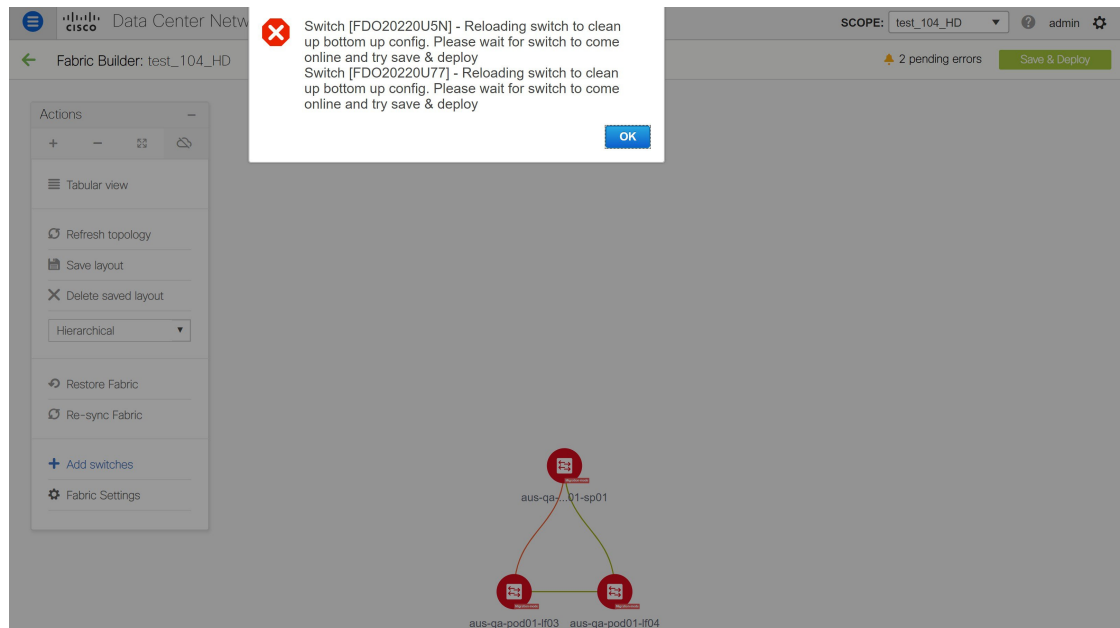 cisco
Data Center Netw
SCOPE: test_104_HD
admin
Fabric Builder: test_104_HD
2 pending errors
Save & Deploy
Switch [FDO20220U5N] - Reloading switch to clean
up bottom up config. Please wait for switch to come
online and try save & deploy
Switch [FDO20220U77] - Reloading switch to clean
up bottom up config. Please wait for switch to come
online and try save & deploy
OK
Actions
Tabular view
Refresh topology
Save layout
Delete saved layout
Hierarchical
Restore Fabric
Re-sync Fabric
Add switches
Fabric Settings
aus-qa-...01-sp01
aus-qa-pod01-lf03 aus-qa-pod01-lf04